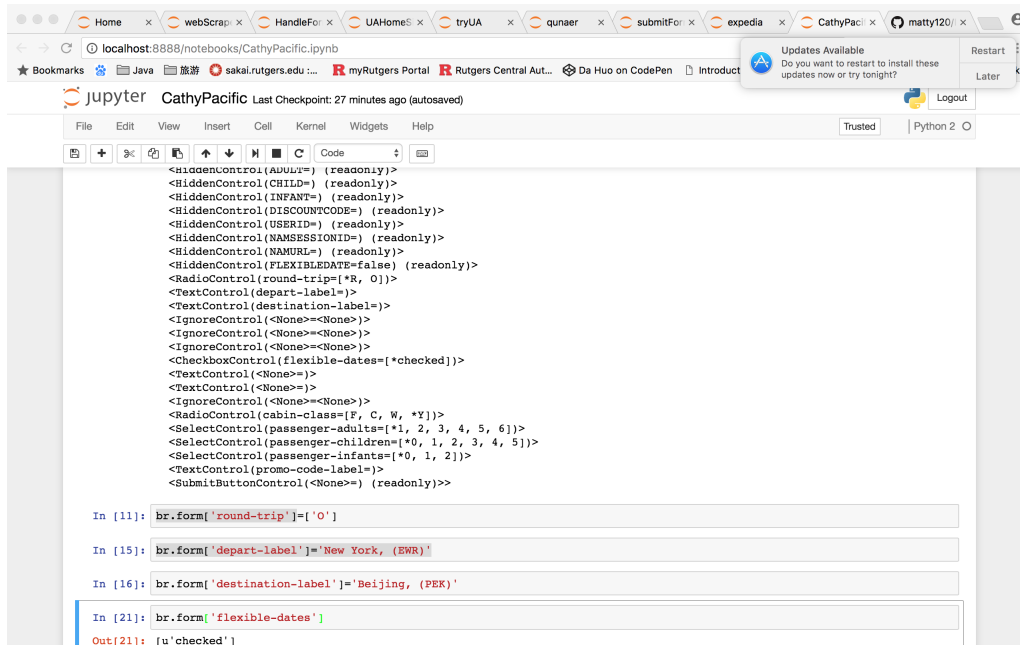 Home
webScrap
HandleFor
UAHomeS
tryUA
qunaer
submitFor
expedia
CathyPacif
matty120/
localhost:8888/notebooks/CathyPacific.ipynb
Updates Available
Do you want to restart to install these
updates now or try tonight?
Restart
Later
Bookmarks Java 旅游 sakai.rutgers.edu :... myRutgers Portal Rutgers Central Aut... Da Huo on CodePen Introduct
jupyter CathyPacific Last Checkpoint: 27 minutes ago (autosaved)
Logout
File Edit View Insert Cell Kernel Widgets Help
Trusted
Python 2
Code
<HiddenControl(ADULT=) (readonly)>
<HiddenControl(CHILD=) (readonly)>
<HiddenControl(INFANT=) (readonly)>
<HiddenControl(DISCOUNTCODE=) (readonly)>
<HiddenControl(USERID=) (readonly)>
<HiddenControl(NAMSESSIONID=) (readonly)>
<HiddenControl(NAMURL=) (readonly)>
<HiddenControl(FLEXIBLEDATE=false) (readonly)>
<RadioControl(round-trip=[*R, O])>
<TextControl(depart-label=)>
<TextControl(destination-label=)>
<IgnoreControl(<None>=<None>)>
<IgnoreControl(<None>=<None>)>
<IgnoreControl(<None>=<None>)>
<CheckboxControl(flexible-dates=[*checked])>
<TextControl(<None>=)>
<TextControl(<None>=)>
<IgnoreControl(<None>=<None>)>
<RadioControl(cabin-class=[F, C, W, *Y])>
<SelectControl(passenger-adults=[*1, 2, 3, 4, 5, 6])>
<SelectControl(passenger-children=[*0, 1, 2, 3, 4, 5])>
<SelectControl(passenger-infants=[*0, 1, 2])>
<TextControl(promo-code-label=)>
<SubmitButtonControl(<None>=) (readonly)>>
In [11]: br.form['round-trip']=['O']
In [15]: br.form['depart-label']='New York, (EWR)'
In [16]: br.form['destination-label']='Beijing, (PEK)'
In [21]: br.form['flexible-dates']
Out[21]: [u'checked']